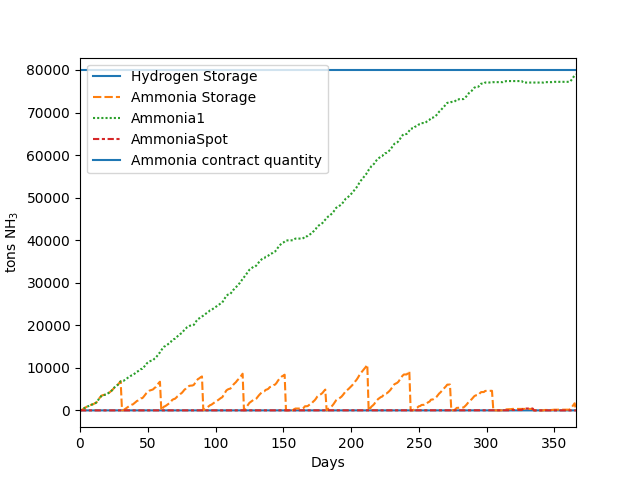 80000
70000
60000
50000
40000
30000
20000
10000
0
tons NH₃
Hydrogen Storage
Ammonia Storage
Ammonia1
AmmoniaSpot
Ammonia contract quantity
0 50 100 150 200 250 300 350
Days